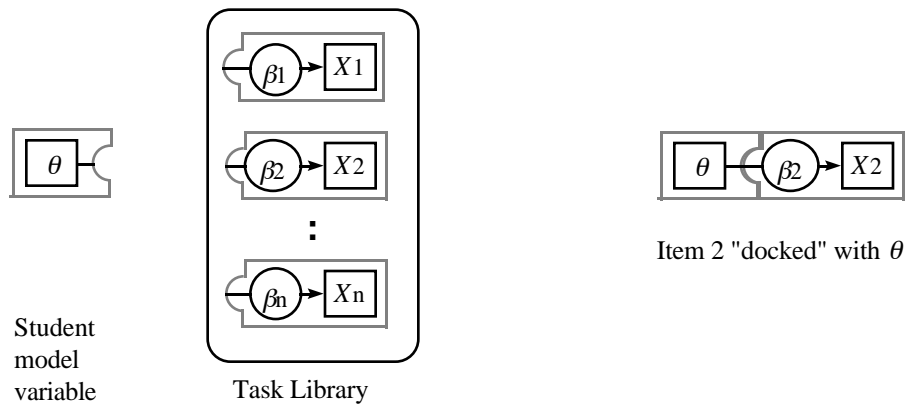 θ
Student
model
variable
β1 X1
β2 X2
:
βn Xn
Task Library
θ β2 X2
Item 2 "docked" with θ